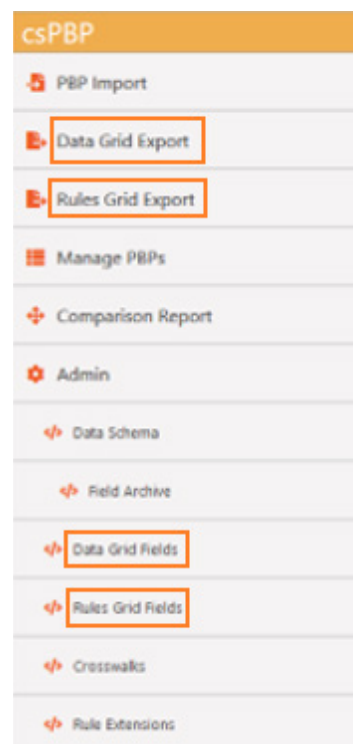 csPBP
PBP Import
Data Grid Export
Rules Grid Export
Manage PBPs
Comparison Report
Admin
Data Schema
Field Archive
Data Grid Fields
Rules Grid Fields
Crosswalks
Rule Extensions